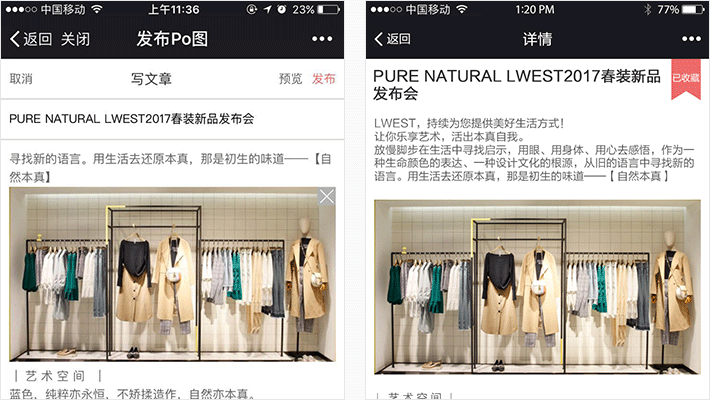 中国移动 上午11:36 23%
返回 关闭 发布Po图
取消 写文章 预览 发布
PURE NATURAL LWEST2017春装新品发布会
寻找新的语言。用生活去还原本真，那是初生的味道——【自
然本真】
| 艺术空间 |
蓝色，纯粹亦永恒，不矫揉造作，自然亦本真。
中国移动 1:20 PM 77%
返回 详情
PURE NATURAL LWEST2017春装新品
发布会
已收藏
LWEST，持续为您提供美好生活方式！
让你乐享艺术，活出本真自我。
放慢脚步在生活中寻找启示，用眼、用身体、用心去感悟，作为一
种生命颜色的表达、一种设计文化的根源，从旧的语言中寻找新的
语言。用生活去还原本真，那是初生的味道——【自然本真】
| 艺术空间 |